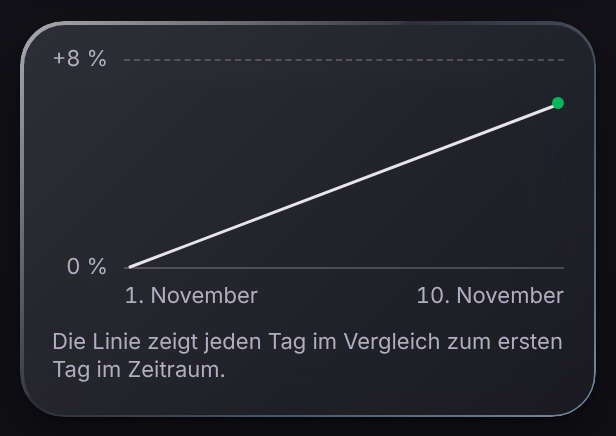 +8 %
0 %
1. November
10. November
Die Linie zeigt jeden Tag im Vergleich zum ersten
Tag im Zeitraum.